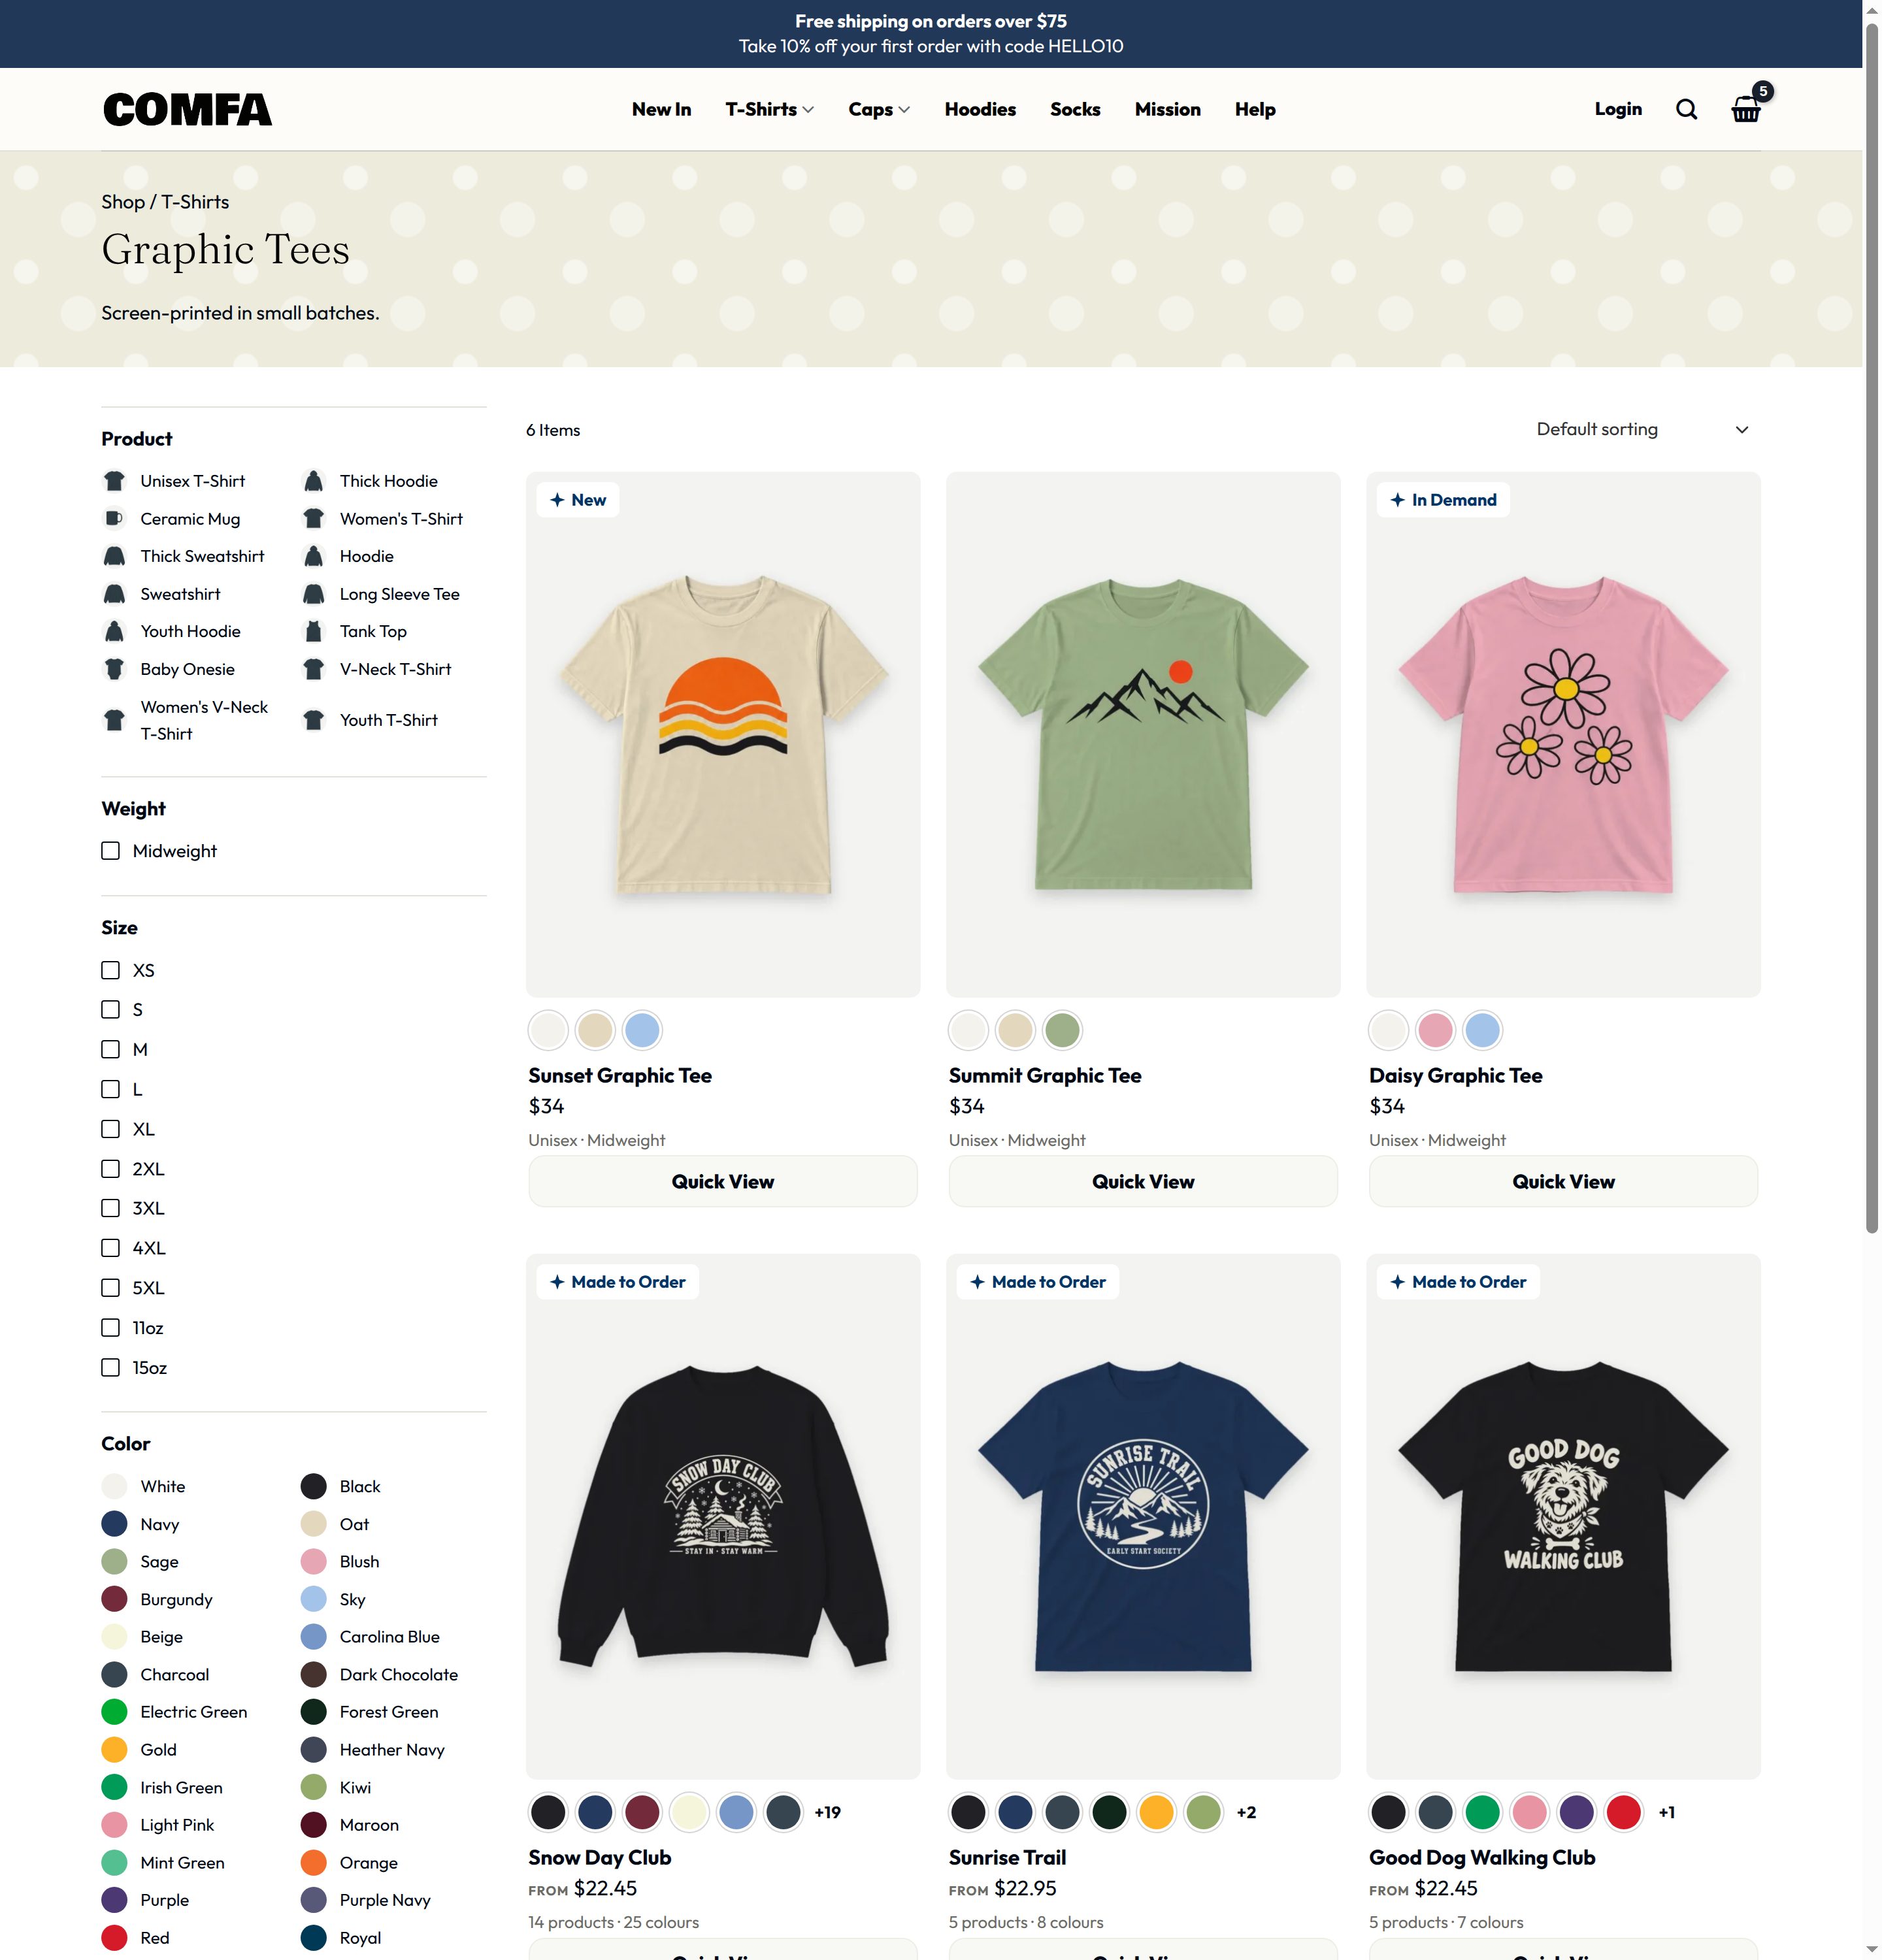 Free shipping on orders over $75
Take 10% off your first order with code HELLO10
COMFA
New In
T-Shirts
Caps
Hoodies
Socks
Mission
Help
Login
5
Shop / T-Shirts
Graphic Tees
Screen-printed in small batches.
Product
Unisex T-Shirt
Thick Hoodie
Ceramic Mug
Women's T-Shirt
Thick Sweatshirt
Hoodie
Sweatshirt
Long Sleeve Tee
Youth Hoodie
Tank Top
Baby Onesie
V-Neck T-Shirt
Women's V-Neck
T-Shirt
Youth T-Shirt
Weight
Midweight
Size
XS
S
M
L
XL
2XL
3XL
4XL
5XL
11oz
15oz
Color
White
Black
Navy
Oat
Sage
Blush
Burgundy
Sky
Beige
Carolina Blue
Charcoal
Dark Chocolate
Electric Green
Forest Green
Gold
Heather Navy
Irish Green
Kiwi
Light Pink
Maroon
Mint Green
Orange
Purple
Purple Navy
Red
Royal
6 Items
Default sorting
New
Sunset Graphic Tee
$34
Unisex · Midweight
Quick View
Summit Graphic Tee
$34
Unisex · Midweight
Quick View
In Demand
Daisy Graphic Tee
$34
Unisex · Midweight
Quick View
Made to Order
SNOW DAY CLUB
STAY IN · STAY WARM
+19
Snow Day Club
FROM $22.45
14 products · 25 colours
Quick View
Made to Order
SUNRISE TRAIL
EARLY START SOCIETY
+2
Sunrise Trail
FROM $22.95
5 products · 8 colours
Quick View
Made to Order
GOOD DOG
WALKING CLUB
+1
Good Dog Walking Club
FROM $22.45
5 products · 7 colours
Quick View